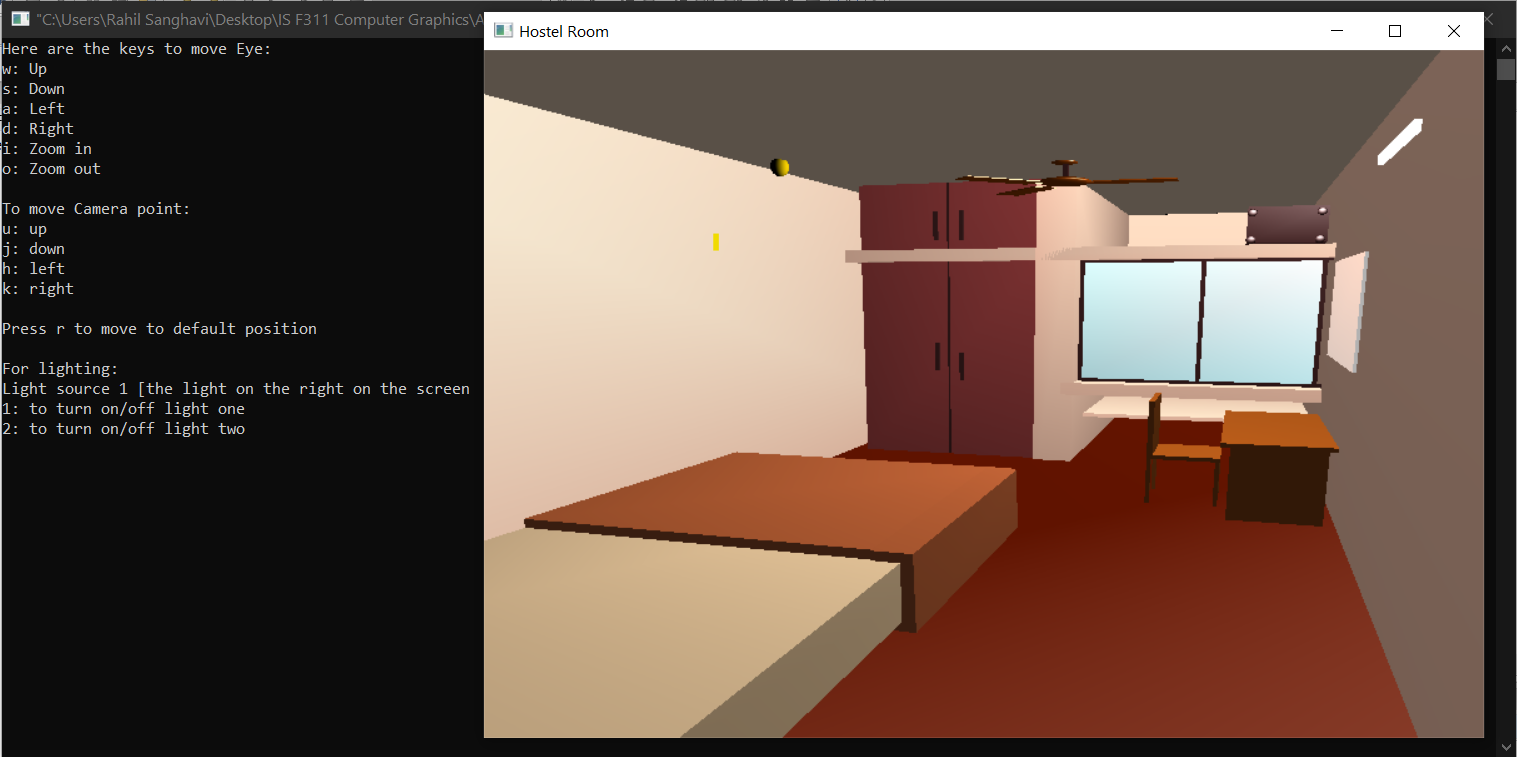 "C:\Users\Rahil Sanghavi\Desktop\IS F311 Computer Graphics\A
Hostel Room
Here are the keys to move Eye:
w: Up
s: Down
a: Left
d: Right
i: Zoom in
o: Zoom out
To move Camera point:
u: up
j: down
h: left
k: right
Press r to move to default position
For lighting:
Light source 1 [the light on the right on the screen
1: to turn on/off light one
2: to turn on/off light two